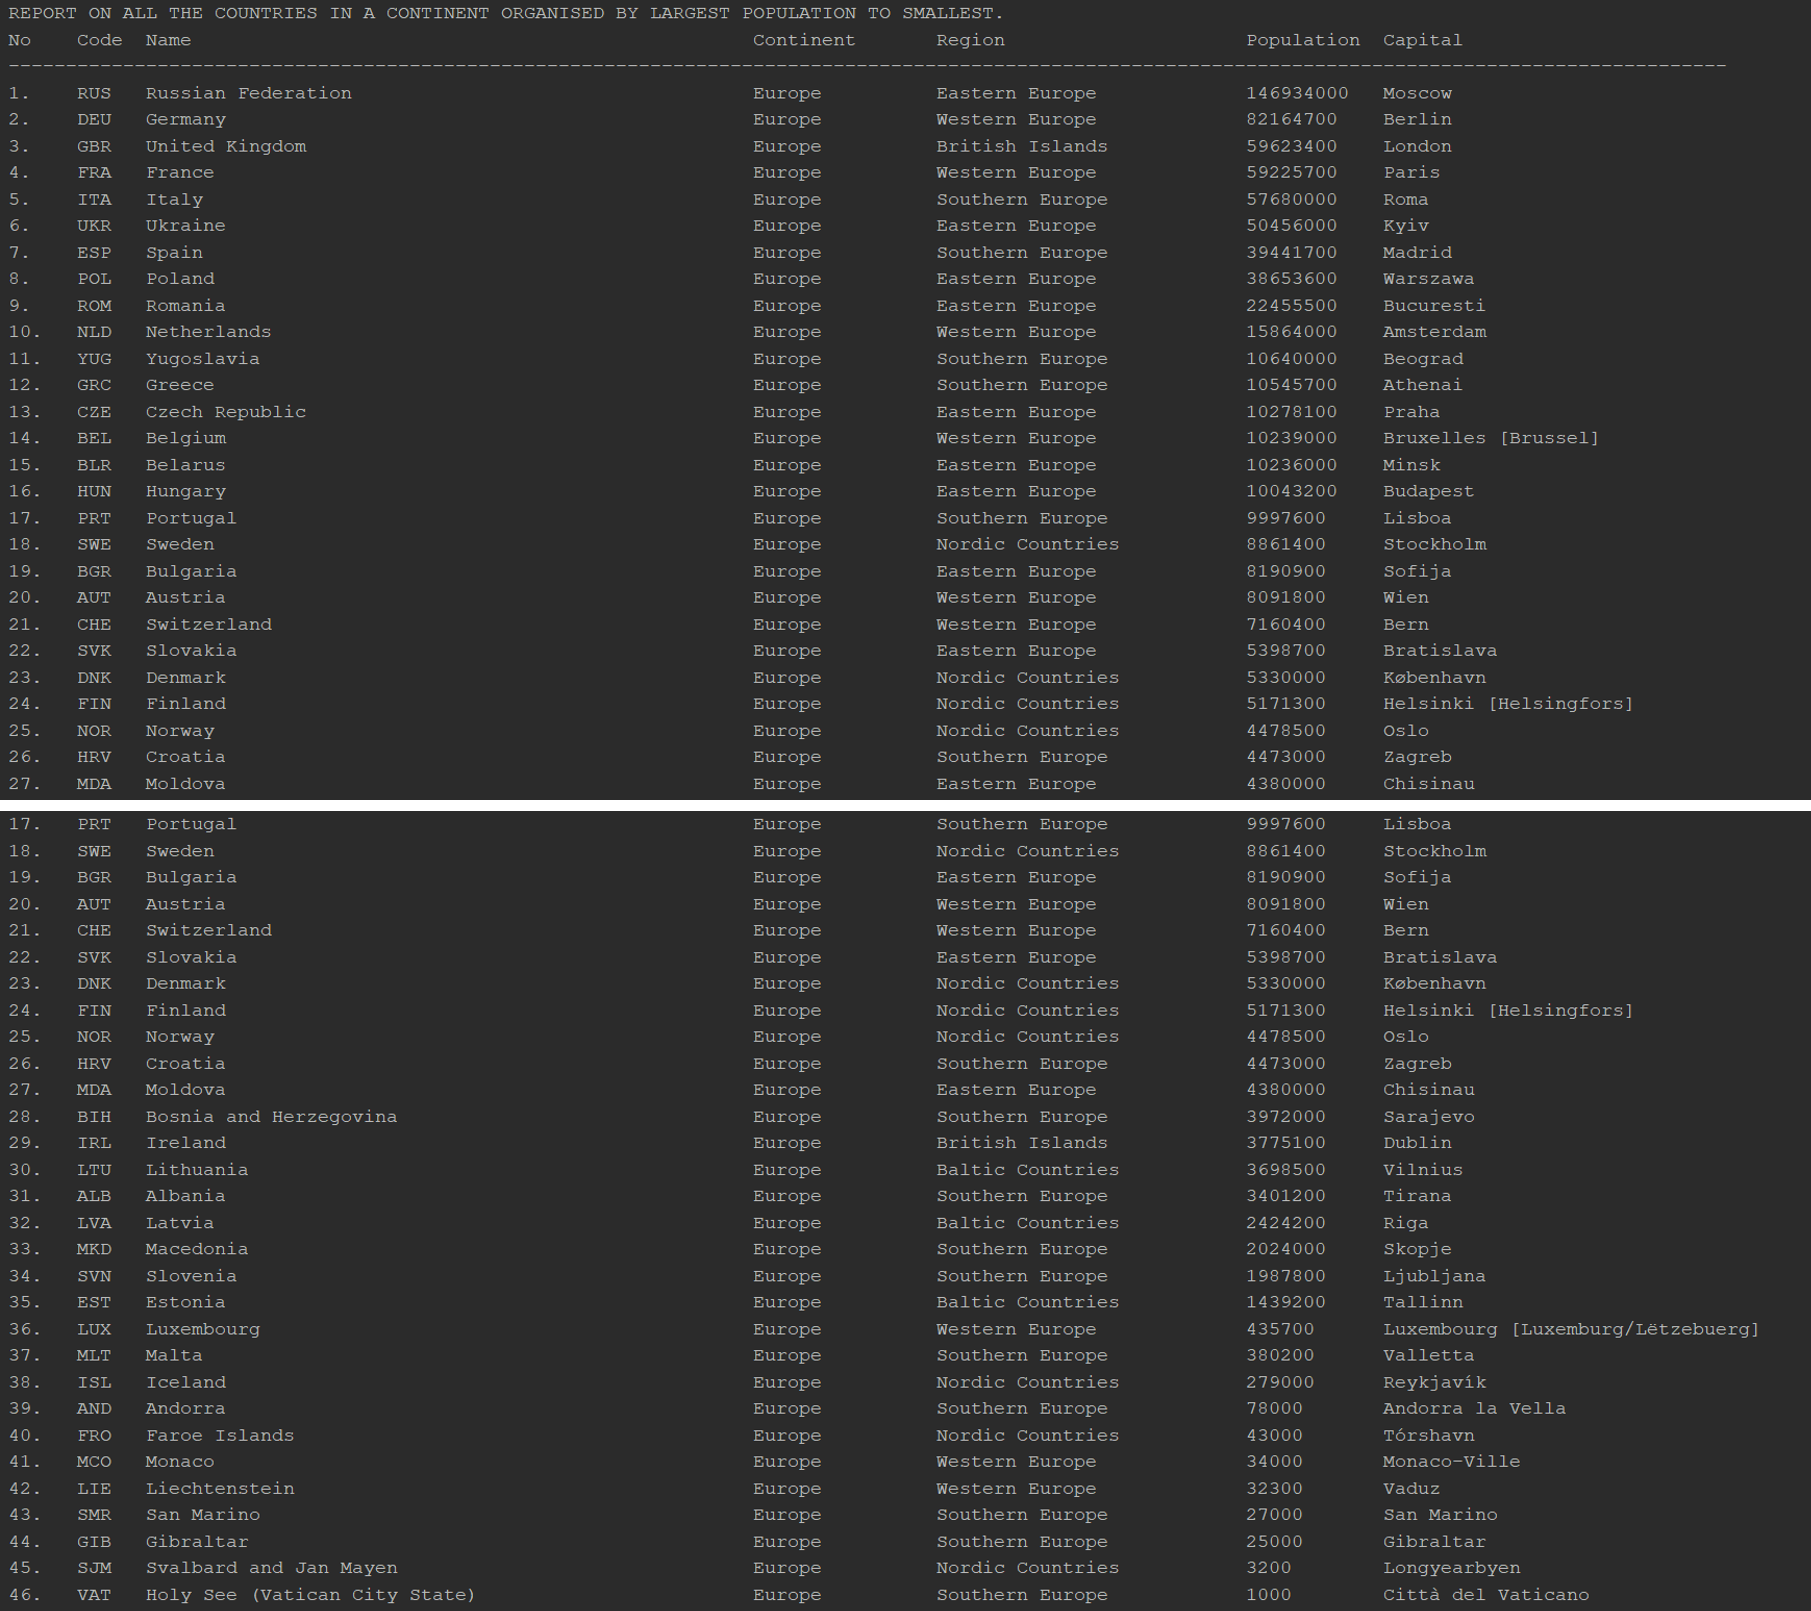 REPORT ON ALL THE COUNTRIES IN A CONTINENT ORGANISED BY LARGEST POPULATION TO SMALLEST.
No Code Name Continent Region Population Capital
------------------------------------------------------------------------------------------------------------------------------------------------------
1. RUS Russian Federation Europe Eastern Europe 146934000 Moscow
2. DEU Germany Europe Western Europe 82164700 Berlin
3. GBR United Kingdom Europe British Islands 59623400 London
4. FRA France Europe Western Europe 59225700 Paris
5. ITA Italy Europe Southern Europe 57680000 Roma
6. UKR Ukraine Europe Eastern Europe 50456000 Kyiv
7. ESP Spain Europe Southern Europe 39441700 Madrid
8. POL Poland Europe Eastern Europe 38653600 Warszawa
9. ROM Romania Europe Eastern Europe 22455500 Bucuresti
10. NLD Netherlands Europe Western Europe 15864000 Amsterdam
11. YUG Yugoslavia Europe Southern Europe 10640000 Beograd
12. GRC Greece Europe Southern Europe 10545700 Athenai
13. CZE Czech Republic Europe Eastern Europe 10278100 Praha
14. BEL Belgium Europe Western Europe 10239000 Bruxelles [Brussel]
15. BLR Belarus Europe Eastern Europe 10236000 Minsk
16. HUN Hungary Europe Eastern Europe 10043200 Budapest
17. PRT Portugal Europe Southern Europe 9997600 Lisboa
18. SWE Sweden Europe Nordic Countries 8861400 Stockholm
19. BGR Bulgaria Europe Eastern Europe 8190900 Sofija
20. AUT Austria Europe Western Europe 8091800 Wien
21. CHE Switzerland Europe Western Europe 7160400 Bern
22. SVK Slovakia Europe Eastern Europe 5398700 Bratislava
23. DNK Denmark Europe Nordic Countries 5330000 København
24. FIN Finland Europe Nordic Countries 5171300 Helsinki [Helsingfors]
25. NOR Norway Europe Nordic Countries 4478500 Oslo
26. HRV Croatia Europe Southern Europe 4473000 Zagreb
27. MDA Moldova Europe Eastern Europe 4380000 Chisinau
17. PRT Portugal Europe Southern Europe 9997600 Lisboa
18. SWE Sweden Europe Nordic Countries 8861400 Stockholm
19. BGR Bulgaria Europe Eastern Europe 8190900 Sofija
20. AUT Austria Europe Western Europe 8091800 Wien
21. CHE Switzerland Europe Western Europe 7160400 Bern
22. SVK Slovakia Europe Eastern Europe 5398700 Bratislava
23. DNK Denmark Europe Nordic Countries 5330000 København
24. FIN Finland Europe Nordic Countries 5171300 Helsinki [Helsingfors]
25. NOR Norway Europe Nordic Countries 4478500 Oslo
26. HRV Croatia Europe Southern Europe 4473000 Zagreb
27. MDA Moldova Europe Eastern Europe 4380000 Chisinau
28. BIH Bosnia and Herzegovina Europe Southern Europe 3972000 Sarajevo
29. IRL Ireland Europe British Islands 3775100 Dublin
30. LTU Lithuania Europe Baltic Countries 3698500 Vilnius
31. ALB Albania Europe Southern Europe 3401200 Tirana
32. LVA Latvia Europe Baltic Countries 2424200 Riga
33. MKD Macedonia Europe Southern Europe 2024000 Skopje
34. SVN Slovenia Europe Southern Europe 1987800 Ljubljana
35. EST Estonia Europe Baltic Countries 1439200 Tallinn
36. LUX Luxembourg Europe Western Europe 435700 Luxembourg [Luxemburg/Lëtzebuerg]
37. MLT Malta Europe Southern Europe 380200 Valletta
38. ISL Iceland Europe Nordic Countries 279000 Reykjavík
39. AND Andorra Europe Southern Europe 78000 Andorra la Vella
40. FRO Faroe Islands Europe Nordic Countries 43000 Tórshavn
41. MCO Monaco Europe Western Europe 34000 Monaco-Ville
42. LIE Liechtenstein Europe Western Europe 32300 Vaduz
43. SMR San Marino Europe Southern Europe 27000 San Marino
44. GIB Gibraltar Europe Southern Europe 25000 Gibraltar
45. SJM Svalbard and Jan Mayen Europe Nordic Countries 3200 Longyearbyen
46. VAT Holy See (Vatican City State) Europe Southern Europe 1000 Città del Vaticano